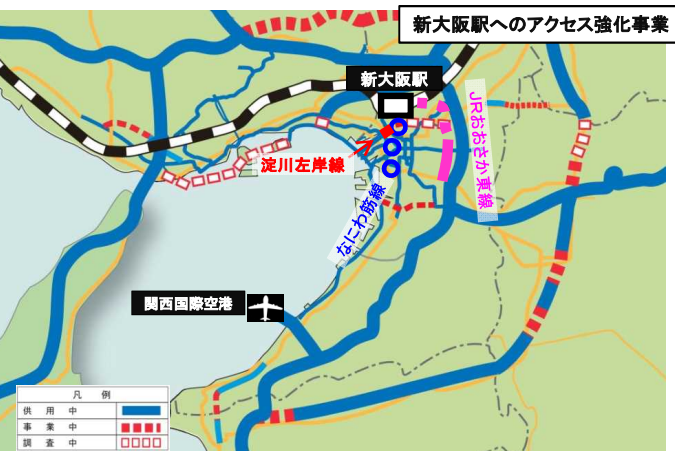 新大阪駅へのアクセス強化事業
新大阪駅
JRおおさか東線
淀川左岸線
なにわ筋線
関西国際空港
凡例
供用中
事業中
調査中